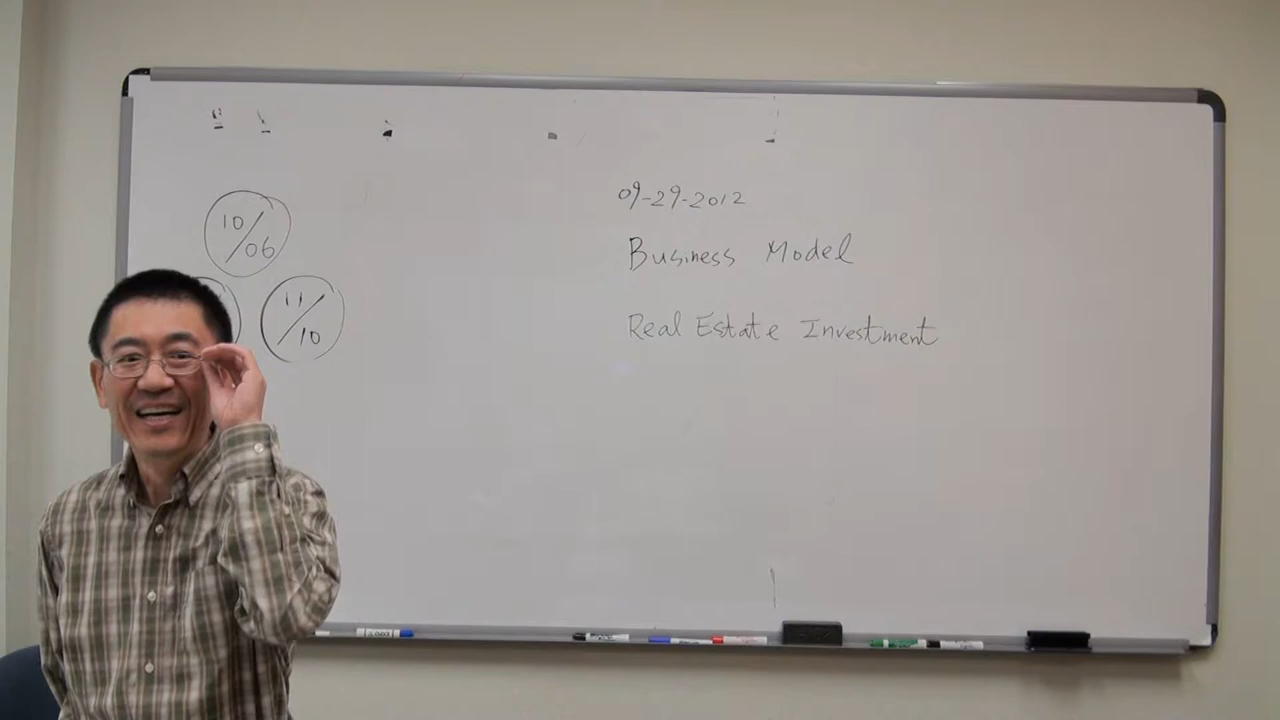 10/06
11/10
09-29-2012
Business Model
Real Estate Investment